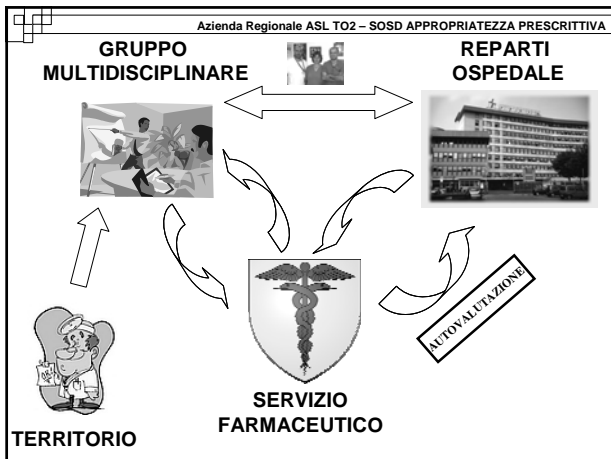 Azienda Regionale ASL TO2 – SOSD APPROPRIATEZZA PRESCRITTIVA
GRUPPO
MULTIDISCIPLINARE
REPARTI
OSPEDALE
AUTOVALUTAZIONE
SERVIZIO
FARMACEUTICO
TERRITORIO